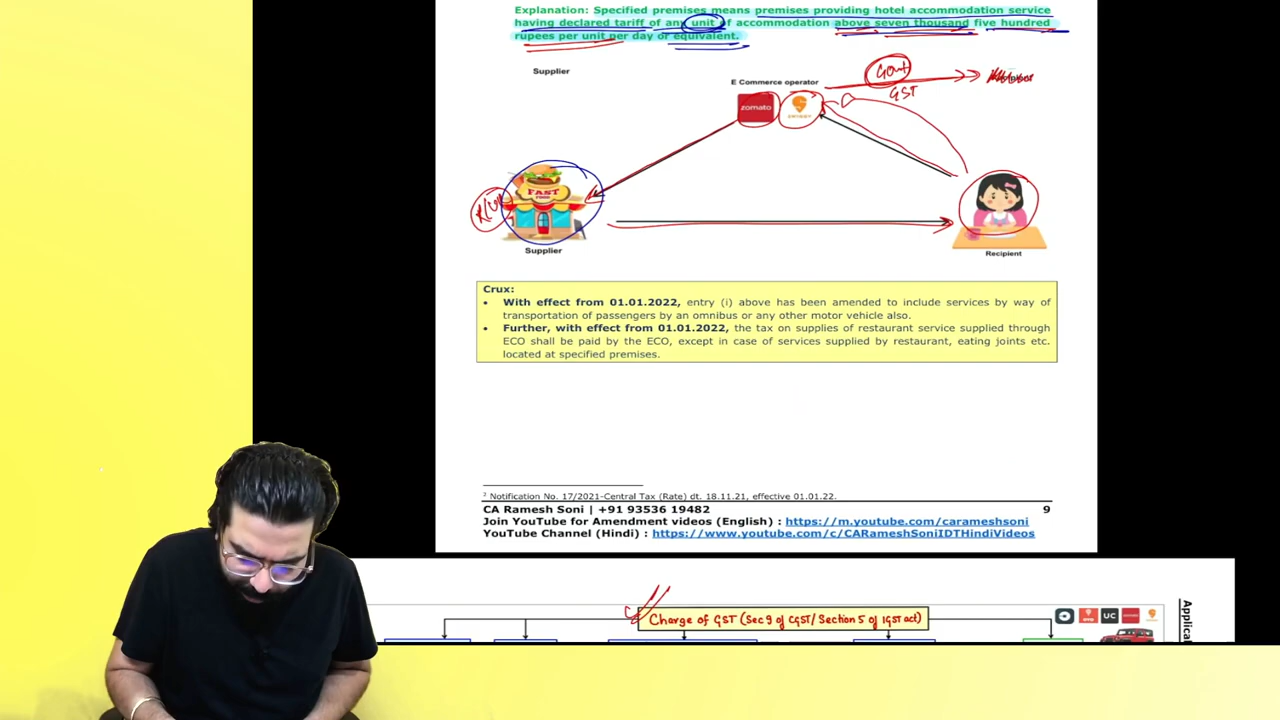 Explanation: Specified premises means premises providing hotel accommodation service
having declared tariff of any unit of accommodation above seven thousand five hundred
rupees per unit per day or equivalent.
Supplier
E Commerce operator
Govt
GST
zomato
SWIGGY
FAST
FOOD
Supplier
Recipient
Crux:
• With effect from 01.01.2022, entry (i) above has been amended to include services by way of
transportation of passengers by an omnibus or any other motor vehicle also.
• Further, with effect from 01.01.2022, the tax on supplies of restaurant service supplied through
ECO shall be paid by the ECO, except in case of services supplied by restaurant, eating joints etc.
located at specified premises.
2 Notification No. 17/2021-Central Tax (Rate) dt. 18.11.21, effective 01.01.22.
CA Ramesh Soni | +91 93536 19482
9
Join YouTube for Amendment videos (English) : https://m.youtube.com/carameshsoni
YouTube Channel (Hindi) : https://www.youtube.com/c/CARameshSoniIDTHindiVideos
Charge of GST (Sec 9 of CGST/Section 5 of IGST act)
UC
Applicat